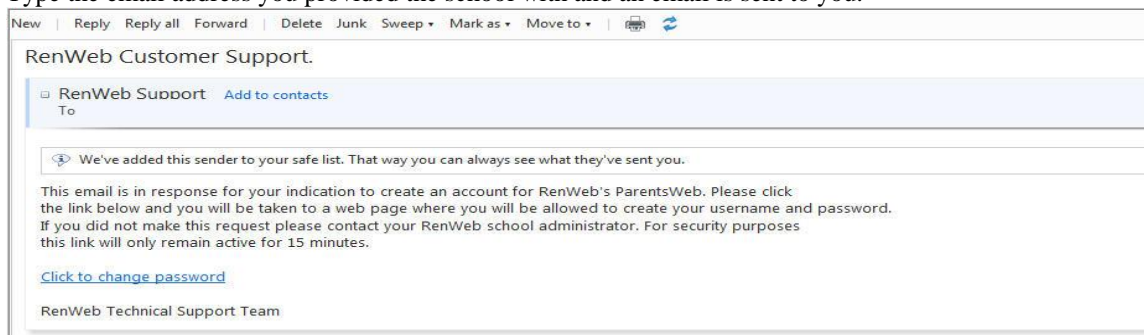 Type the email address you provided the school with and an email is sent to you.
New | Reply Reply all Forward | Delete Junk Sweep Mark as Move to |
RenWeb Customer Support.
RenWeb Support Add to contacts
To
We've added this sender to your safe list. That way you can always see what they've sent you.
This email is in response for your indication to create an account for RenWeb's ParentsWeb. Please click
the link below and you will be taken to a web page where you will be allowed to create your username and password.
If you did not make this request please contact your RenWeb school administrator. For security purposes
this link will only remain active for 15 minutes.
Click to change password
RenWeb Technical Support Team